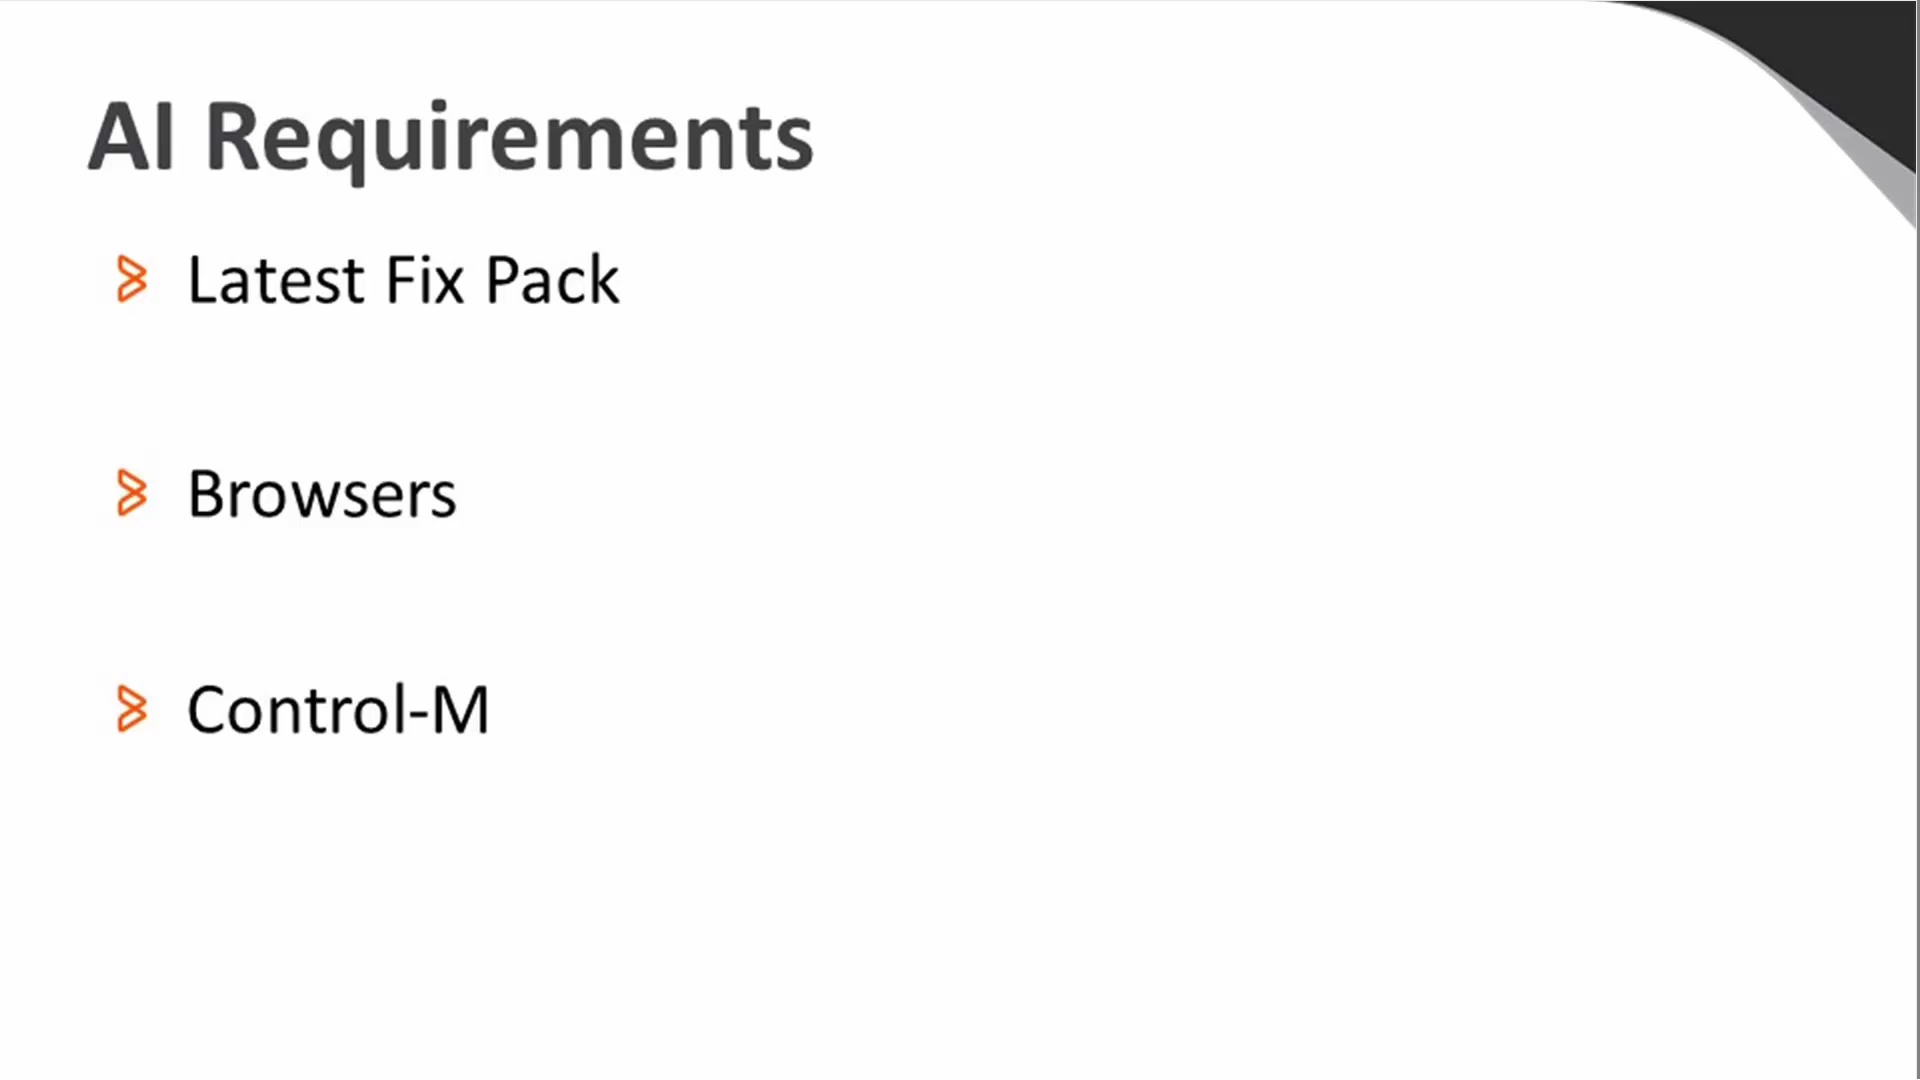 AI Requirements
Latest Fix Pack
Browsers
Control-M